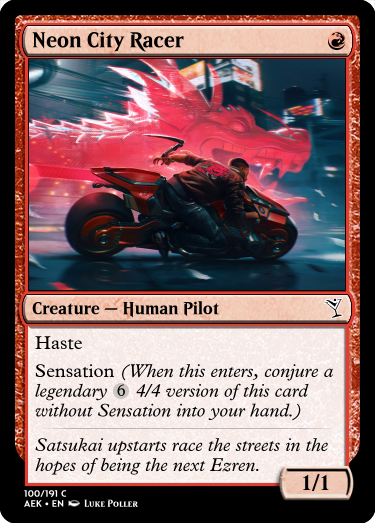 Neon City Racer
Creature — Human Pilot
Haste
Sensation (When this enters, conjure a
legendary 6 4/4 version of this card
without Sensation into your hand.)
Satsukai upstarts race the streets in the
hopes of being the next Ezren.
1/1
100/191 C
AEK • EN Luke Poller